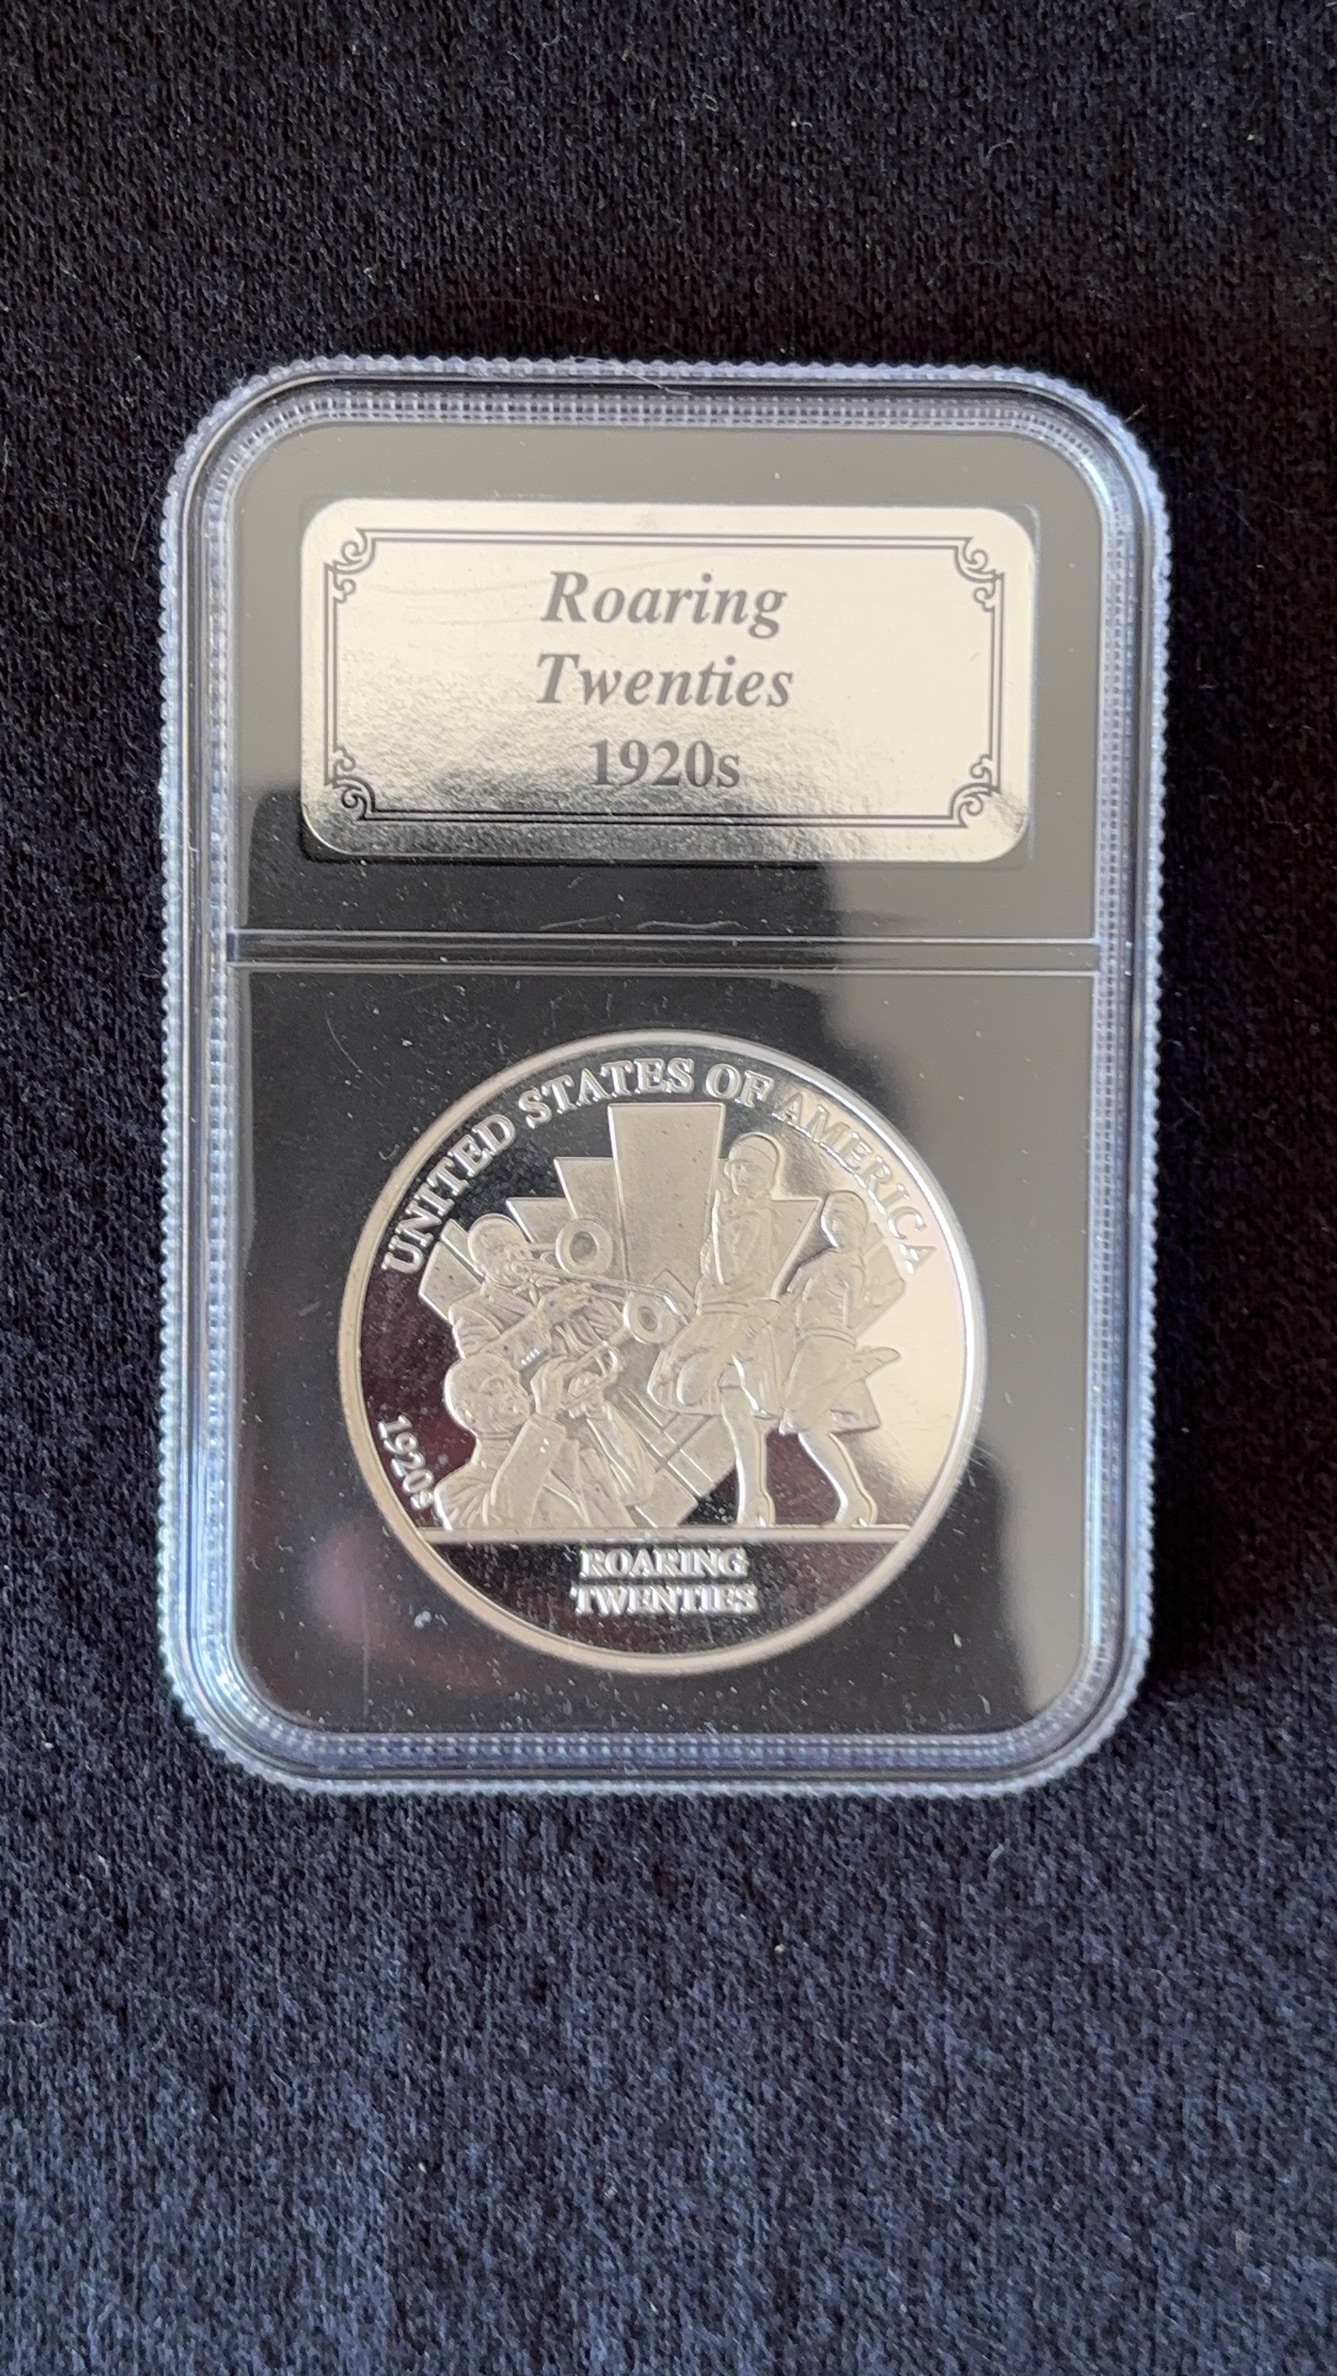 Roaring
Twenties
1920s
UNITED STATES OF AMERICA
1920s
ROARING
TWENTIES